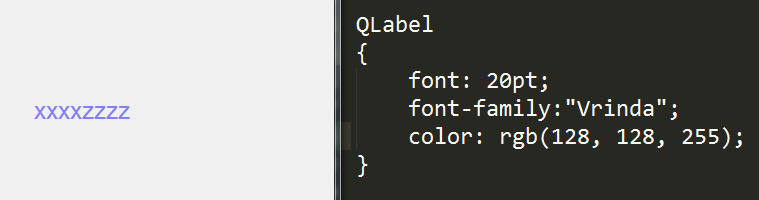 xxxxzzzz
QLabel
{
    font: 20pt;
    font-family:"Vrinda";
    color: rgb(128, 128, 255);
}